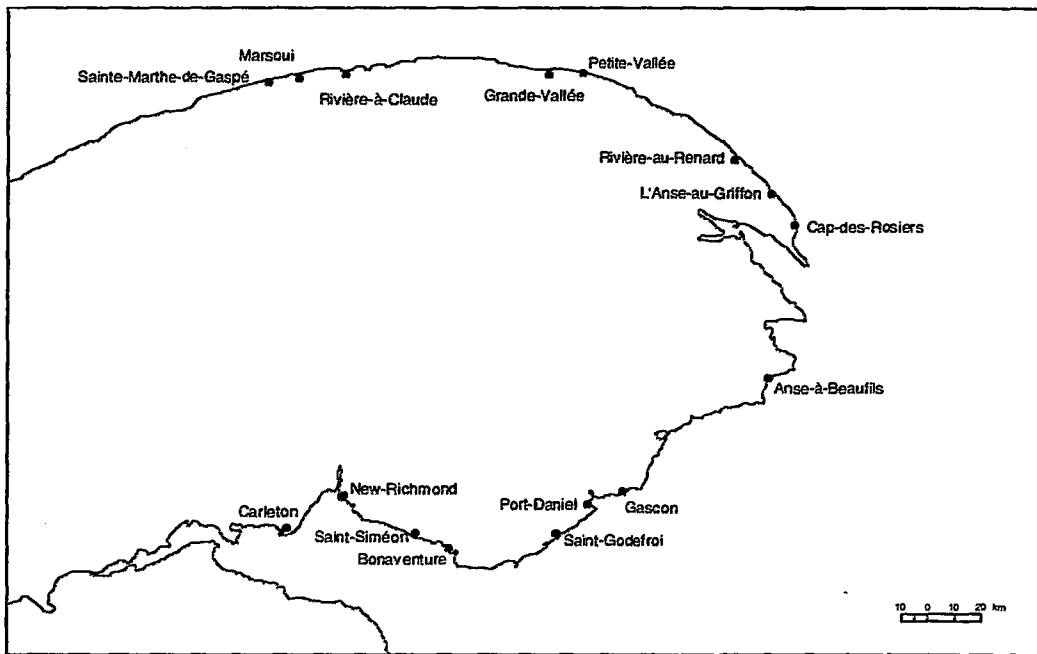 Marsoui
Sainte-Marthe-de-Gaspé
Rivière-à-Claude
Grande-Vallée
Petite-Vallée
Rivière-au-Renard
L'Anse-au-Griffon
Cap-des-Rosiers
Anse-à-Beaufils
New-Richmond
Carleton
Saint-Siméon
Bonaventure
Port-Daniel
Gascon
Saint-Godefroi
10 0 10 20 km